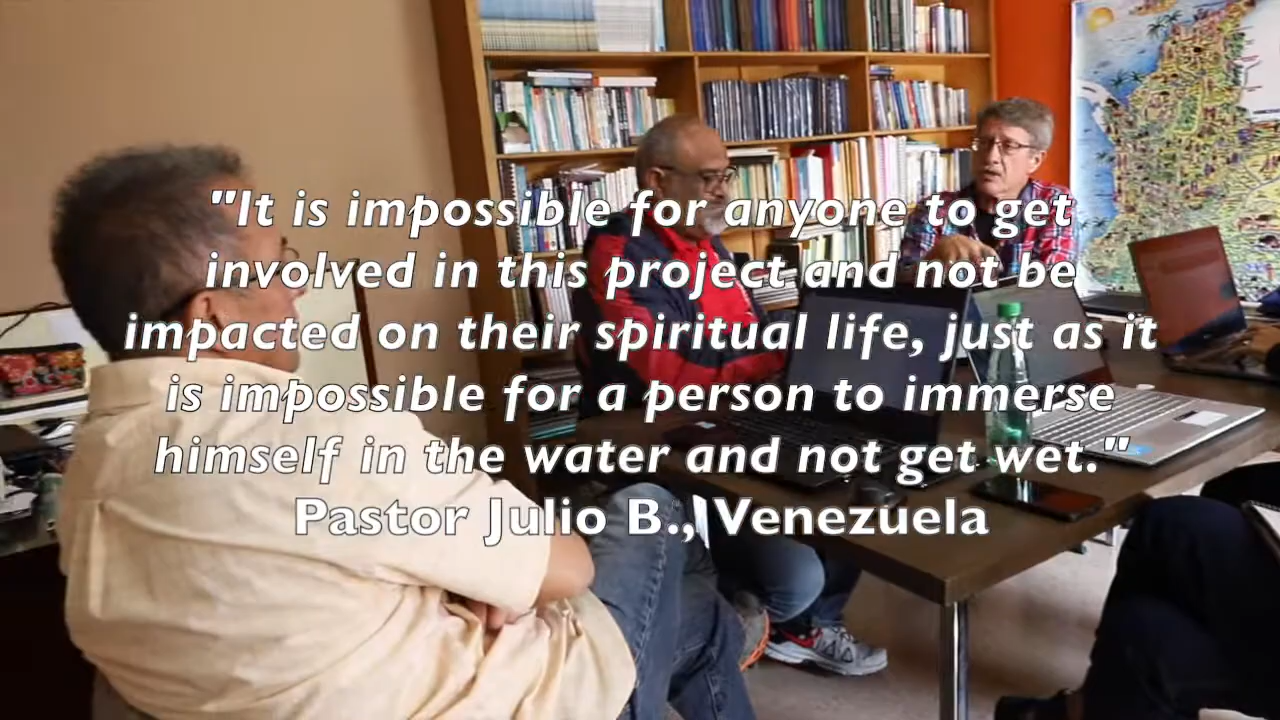 "It is impossible for anyone to get
involved in this project and not be
impacted on their spiritual life, just as it
is impossible for a person to immerse
himself in the water and not get wet."
Pastor Julio B., Venezuela